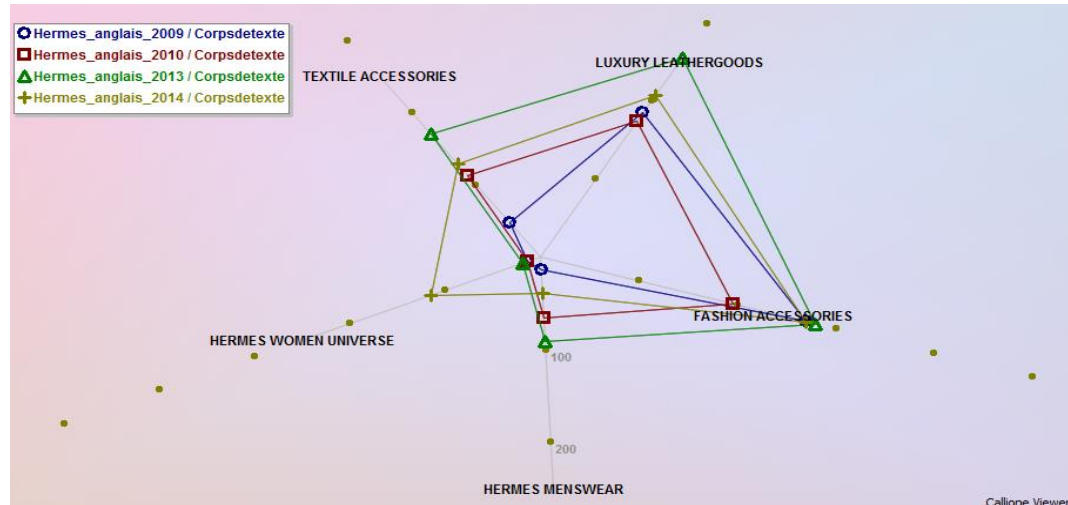 Hermes_anglais_2009 / Corpsdetexte
Hermes_anglais_2010 / Corpsdetexte
Hermes_anglais_2013 / Corpsdetexte
Hermes_anglais_2014 / Corpsdetexte
TEXTILE ACCESSORIES
LUXURY LEATHERGOODS
FASHION ACCESSORIES
HERMES WOMEN UNIVERSE
100
200
HERMES MENSWEAR
Calliope Viewer